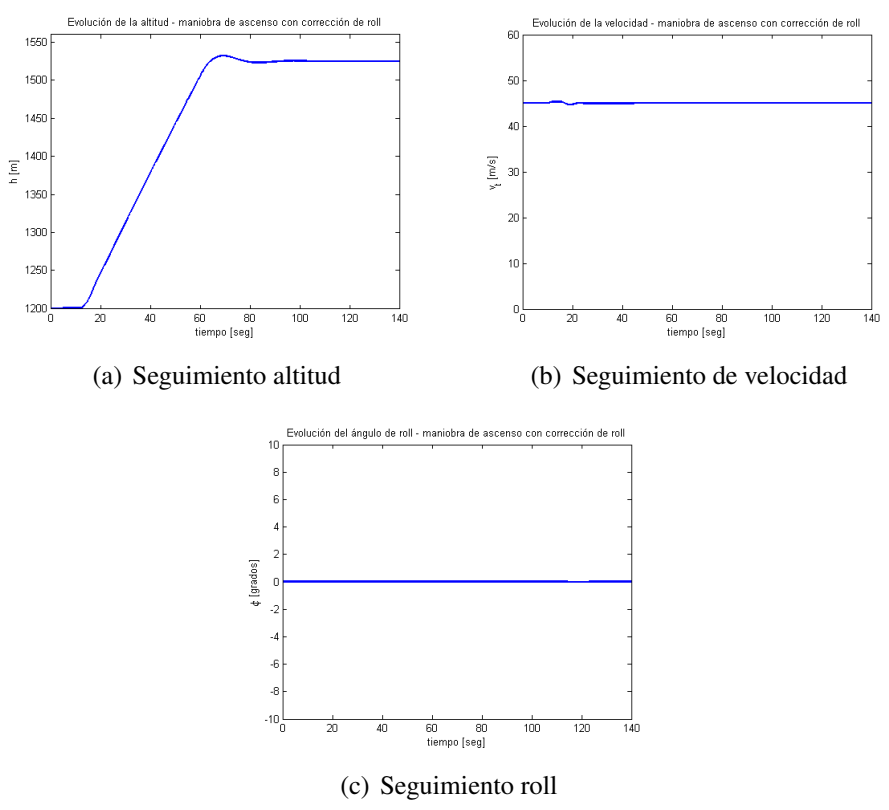 Evolución de la altitud - maniobra de ascenso con corrección de roll
1550
1500
1450
1400
1350
1300
1250
1200
h [m]
0 20 40 60 80 100 120 140
tiempo [seg]
(a) Seguimiento altitud
Evolución de la velocidad - maniobra de ascenso con corrección de roll
60
50
40
30
20
10
0
v_t [m/s]
0 20 40 60 80 100 120 140
tiempo [seg]
(b) Seguimiento de velocidad
Evolución del ángulo de roll - maniobra de ascenso con corrección de roll
10
8
6
4
2
0
-2
-4
-6
-8
-10
ϕ [grados]
0 20 40 60 80 100 120 140
tiempo [seg]
(c) Seguimiento roll